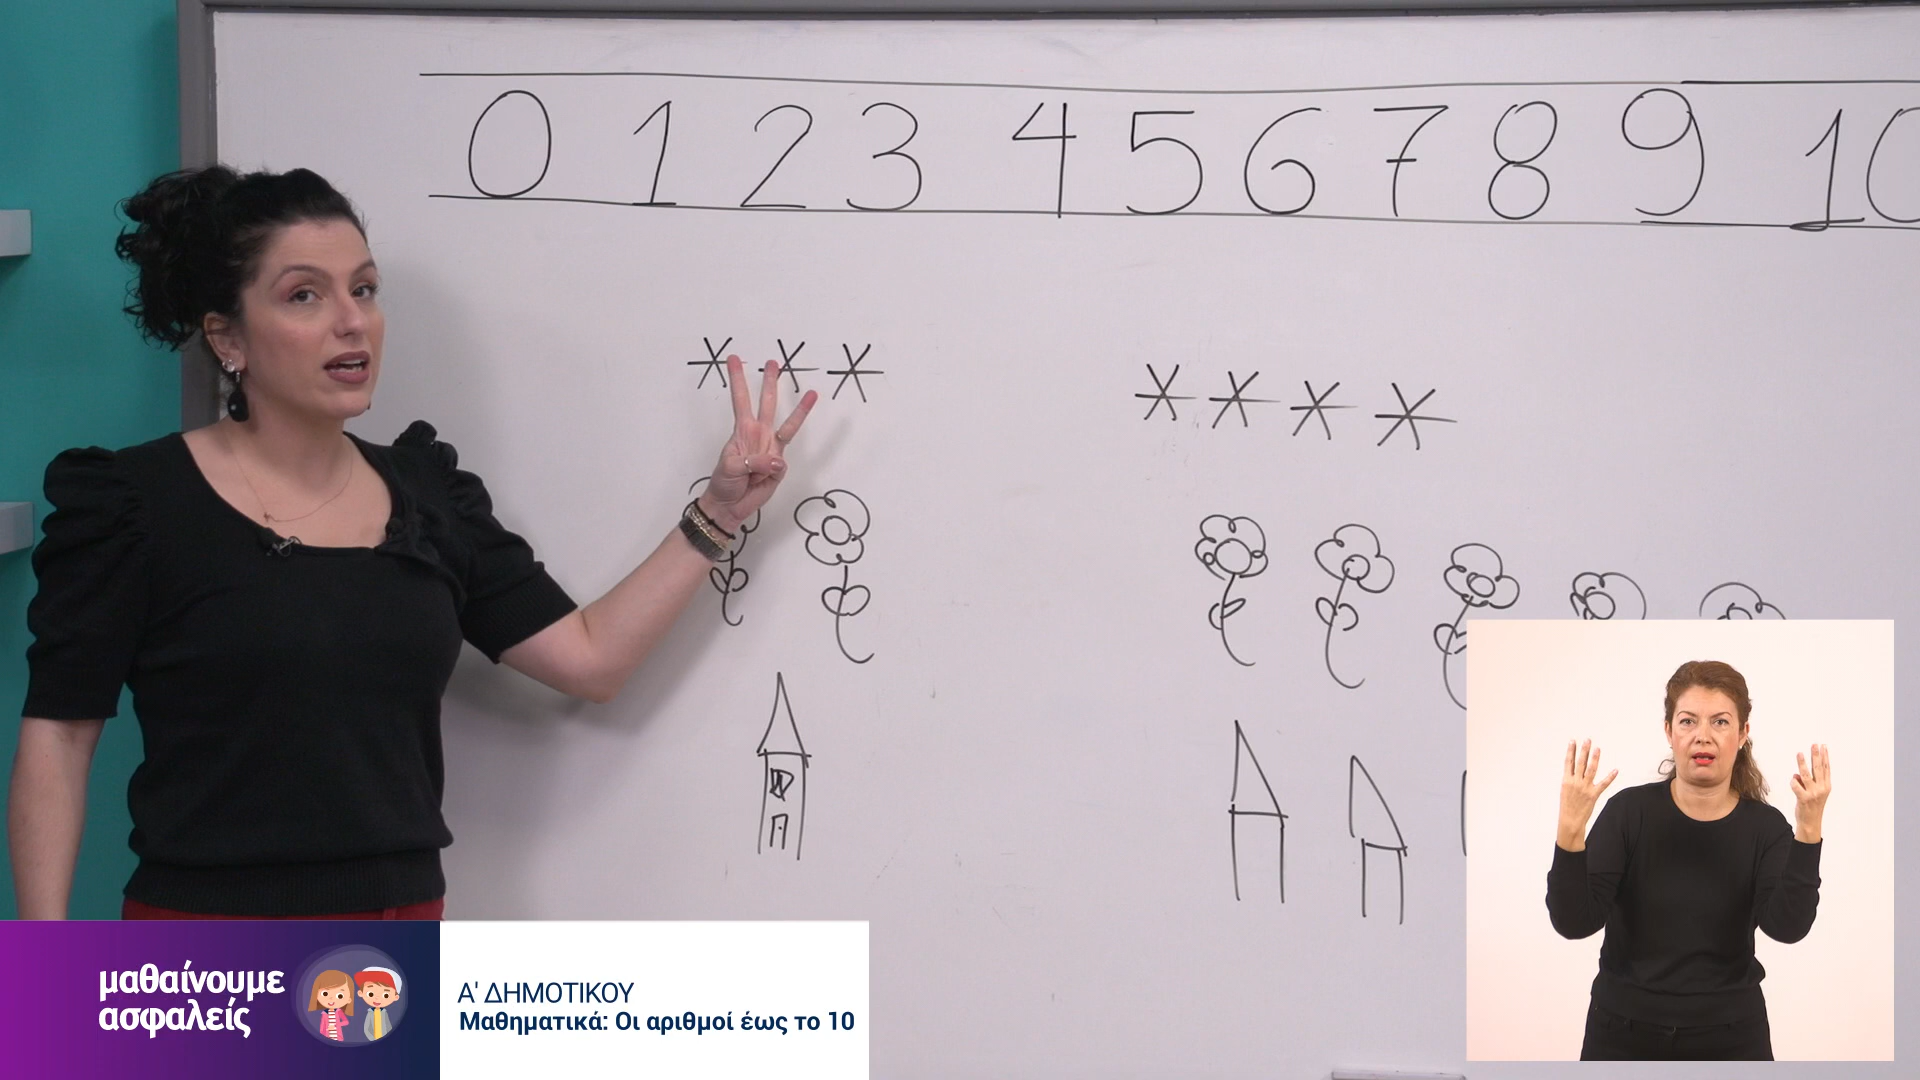 0 1 2 3 4 5 6 7 8 9 10
μαθαίνουμε
ασφαλείς
Α' ΔΗΜΟΤΙΚΟΥ
Μαθηματικά: Οι αριθμοί έως το 10